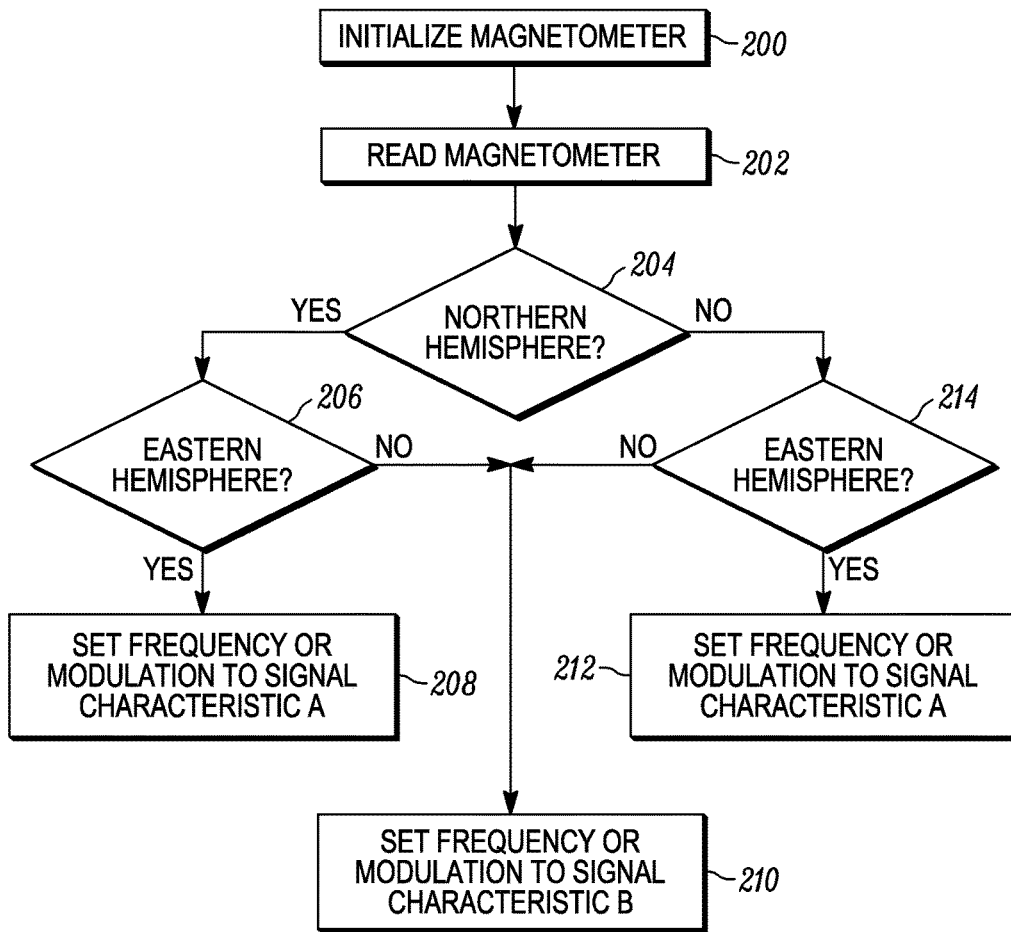 INITIALIZE MAGNETOMETER
200
READ MAGNETOMETER
202
204
YES
NORTHERN
HEMISPHERE?
NO
206
214
EASTERN
HEMISPHERE?
NO
NO
EASTERN
HEMISPHERE?
YES
YES
SET FREQUENCY OR
MODULATION TO SIGNAL
CHARACTERISTIC A
208
212
SET FREQUENCY OR
MODULATION TO SIGNAL
CHARACTERISTIC A
SET FREQUENCY OR
MODULATION TO SIGNAL
CHARACTERISTIC B
210